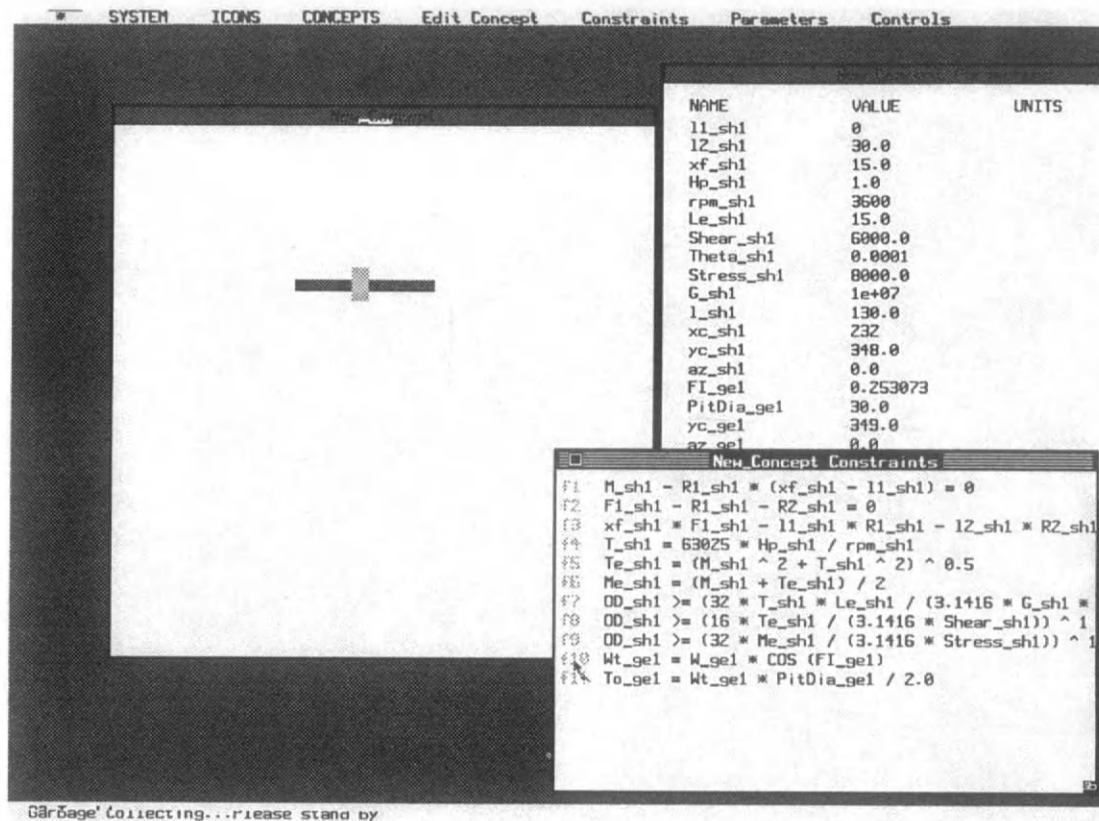 * SYSTEM ICONS CONCEPTS Edit Concept Constraints Parameters Controls
NAME VALUE UNITS
l1_sh1 0
l2_sh1 30.0
xf_sh1 15.0
Hp_sh1 1.0
rpm_sh1 3600
Le_sh1 15.0
Shear_sh1 6000.0
Theta_sh1 0.0001
Stress_sh1 8000.0
G_sh1 1e+07
l_sh1 130.0
xc_sh1 232
yc_sh1 348.0
az_sh1 0.0
FI_ge1 0.253073
PitDia_ge1 30.0
yc_ge1 349.0
az_ge1 0.0
New_Concept Constraints
f1 M_sh1 - R1_sh1 * (xf_sh1 - l1_sh1) = 0
f2 F1_sh1 - R1_sh1 - R2_sh1 = 0
f3 xf_sh1 * F1_sh1 - l1_sh1 * R1_sh1 - l2_sh1 * R2_sh1
f4 T_sh1 = 63025 * Hp_sh1 / rpm_sh1
f5 Te_sh1 = (M_sh1 ^ 2 + T_sh1 ^ 2) ^ 0.5
f6 Me_sh1 = (M_sh1 + Te_sh1) / 2
f7 OD_sh1 >= (32 * T_sh1 * Le_sh1 / (3.1416 * G_sh1 *
f8 OD_sh1 >= (16 * Te_sh1 / (3.1416 * Shear_sh1)) ^ 1
f9 OD_sh1 >= (32 * Me_sh1 / (3.1416 * Stress_sh1)) ^ 1
f10 Wt_ge1 = W_ge1 * COS (FI_ge1)
To_ge1 = Wt_ge1 * PitDia_ge1 / 2.0
Garbage Collecting...Please stand by